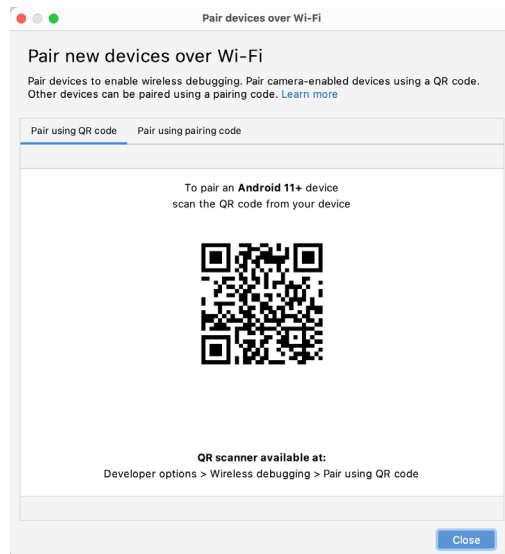 Pair devices over Wi-Fi
Pair new devices over Wi-Fi
Pair devices to enable wireless debugging. Pair camera-enabled devices using a QR code.
Other devices can be paired using a pairing code. Learn more
Pair using QR code Pair using pairing code
To pair an Android 11+ device
scan the QR code from your device
QR scanner available at:
Developer options > Wireless debugging > Pair using QR code
Close